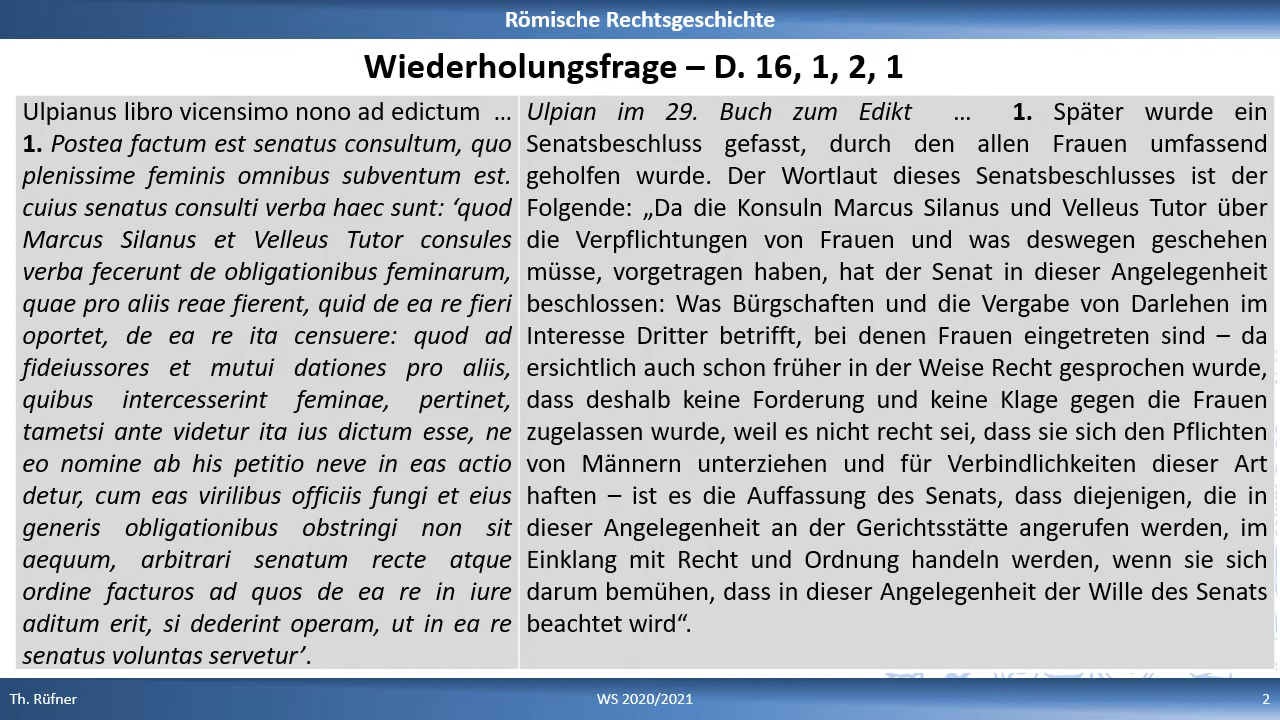 Römische Rechtsgeschichte
Wiederholungsfrage – D. 16, 1, 2, 1
Ulpianus libro vicensimo nono ad edictum …
1. Postea factum est senatus consultum, quo
plenissime feminis omnibus subventum est.
cuius senatus consulti verba haec sunt: ‘quod
Marcus Silanus et Velleus Tutor consules
verba fecerunt de obligationibus feminarum,
quae pro aliis reae fierent, quid de ea re fieri
oportet, de ea re ita censuere: quod ad
fideiussores et mutui dationes pro aliis,
quibus intercesserint feminae, pertinet,
tametsi ante videtur ita ius dictum esse, ne
eo nomine ab his petitio neve in eas actio
detur, cum eas virilibus officiis fungi et eius
generis obligationibus obstringi non sit
aequum, arbitrari senatum recte atque
ordine facturos ad quos de ea re in iure
aditum erit, si dederint operam, ut in ea re
senatus voluntas servetur’.
Ulpian im 29. Buch zum Edikt … 1. Später wurde ein
Senatsbeschluss gefasst, durch den allen Frauen umfassend
geholfen wurde. Der Wortlaut dieses Senatsbeschlusses ist der
Folgende: „Da die Konsuln Marcus Silanus und Velleus Tutor über
die Verpflichtungen von Frauen und was deswegen geschehen
müsse, vorgetragen haben, hat der Senat in dieser Angelegenheit
beschlossen: Was Bürgschaften und die Vergabe von Darlehen im
Interesse Dritter betrifft, bei denen Frauen eingetreten sind – da
ersichtlich auch schon früher in der Weise Recht gesprochen wurde,
dass deshalb keine Forderung und keine Klage gegen die Frauen
zugelassen wurde, weil es nicht recht sei, dass sie sich den Pflichten
von Männern unterziehen und für Verbindlichkeiten dieser Art
haften – ist es die Auffassung des Senats, dass diejenigen, die in
dieser Angelegenheit an der Gerichtsstätte angerufen werden, im
Einklang mit Recht und Ordnung handeln werden, wenn sie sich
darum bemühen, dass in dieser Angelegenheit der Wille des Senats
beachtet wird“.
Th. Rüfner
WS 2020/2021
2